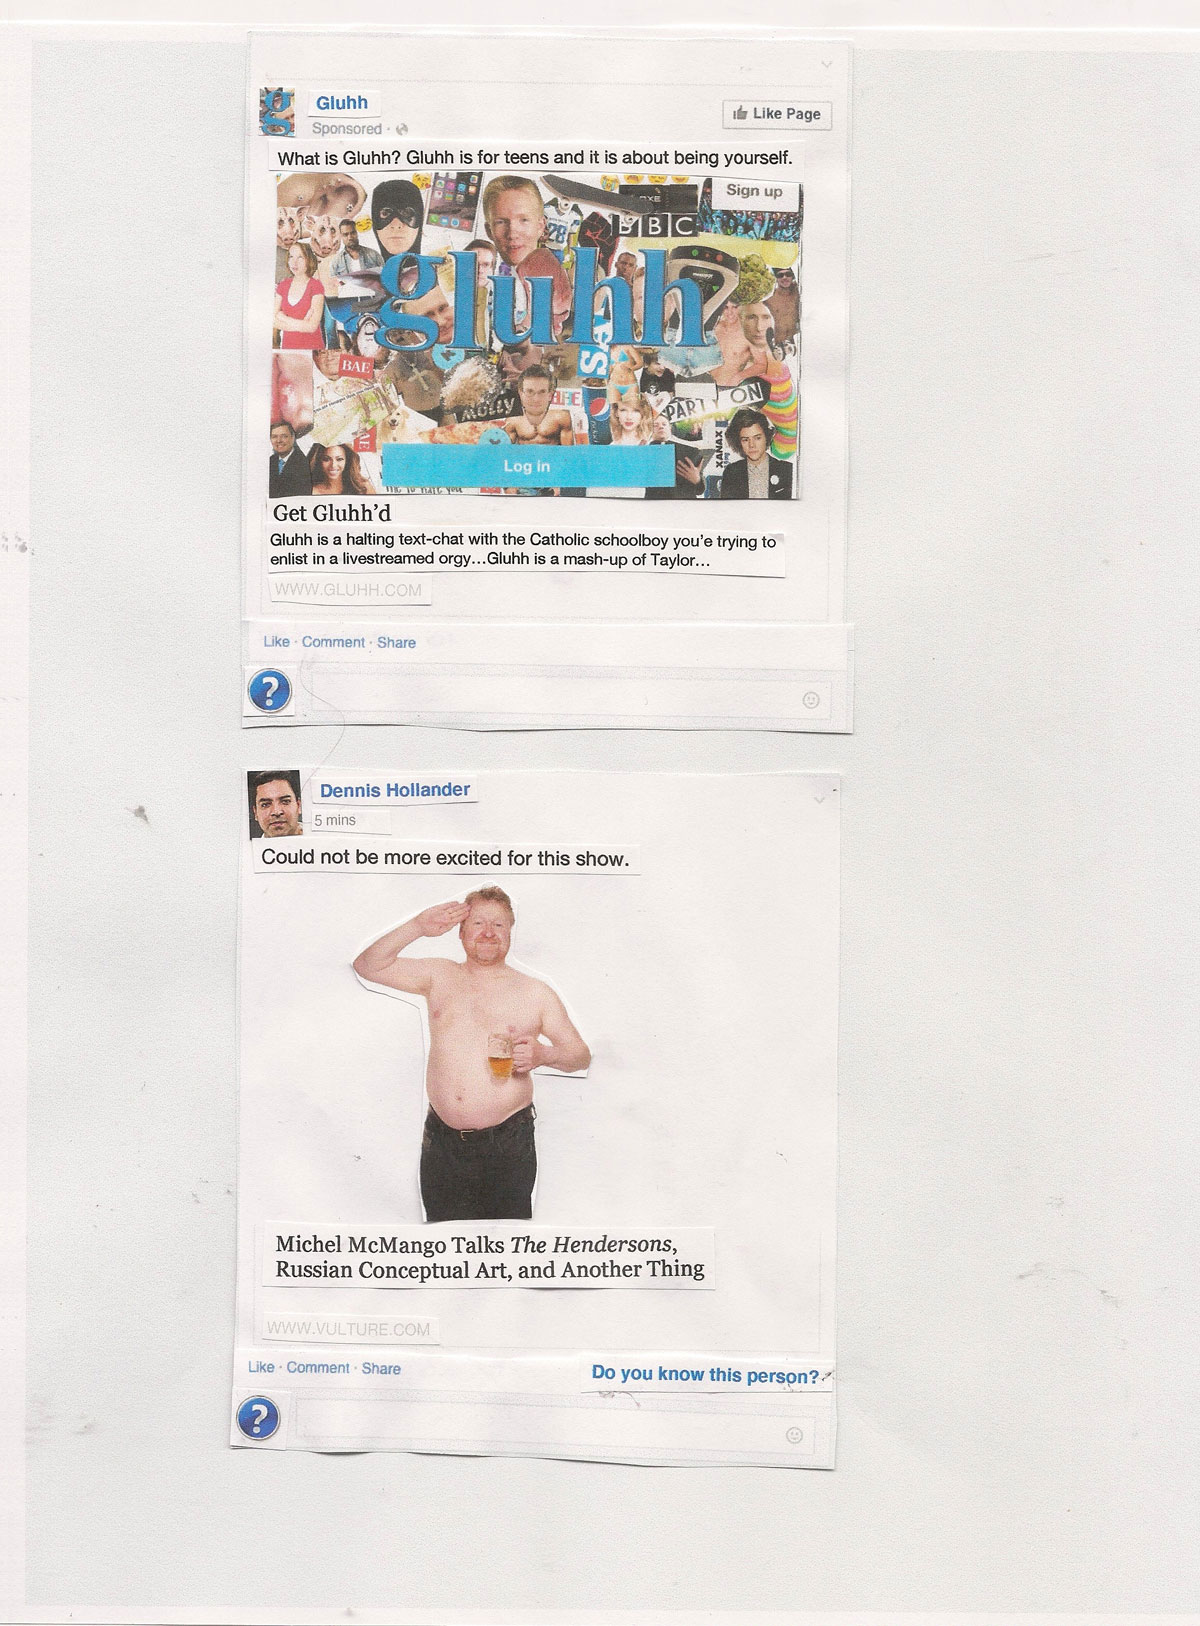 Gluhh
Sponsored ·
Like Page
What is Gluhh? Gluhh is for teens and it is about being yourself.
Sign up
BBC
28
gluhh
BAE
MOLLY
PARTY ON
XANAX
Log in
Get Gluhh'd
Gluhh is a halting text-chat with the Catholic schoolboy you'e trying to
enlist in a livestreamed orgy...Gluhh is a mash-up of Taylor...
WWW.GLUHH.COM
Like · Comment · Share
?
Dennis Hollander
5 mins
Could not be more excited for this show.
Michel McMango Talks The Hendersons,
Russian Conceptual Art, and Another Thing
WWW.VULTURE.COM
Like · Comment · Share
Do you know this person?
?